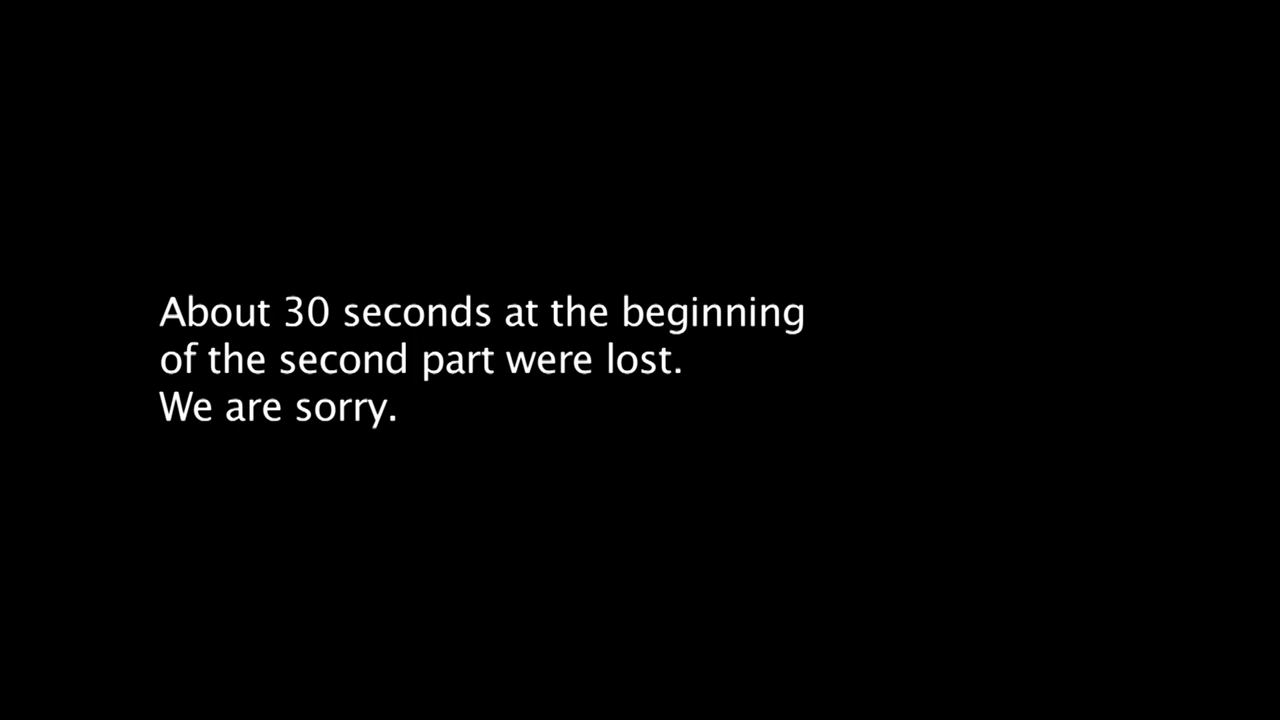 About 30 seconds at the beginning
of the second part were lost.
We are sorry.